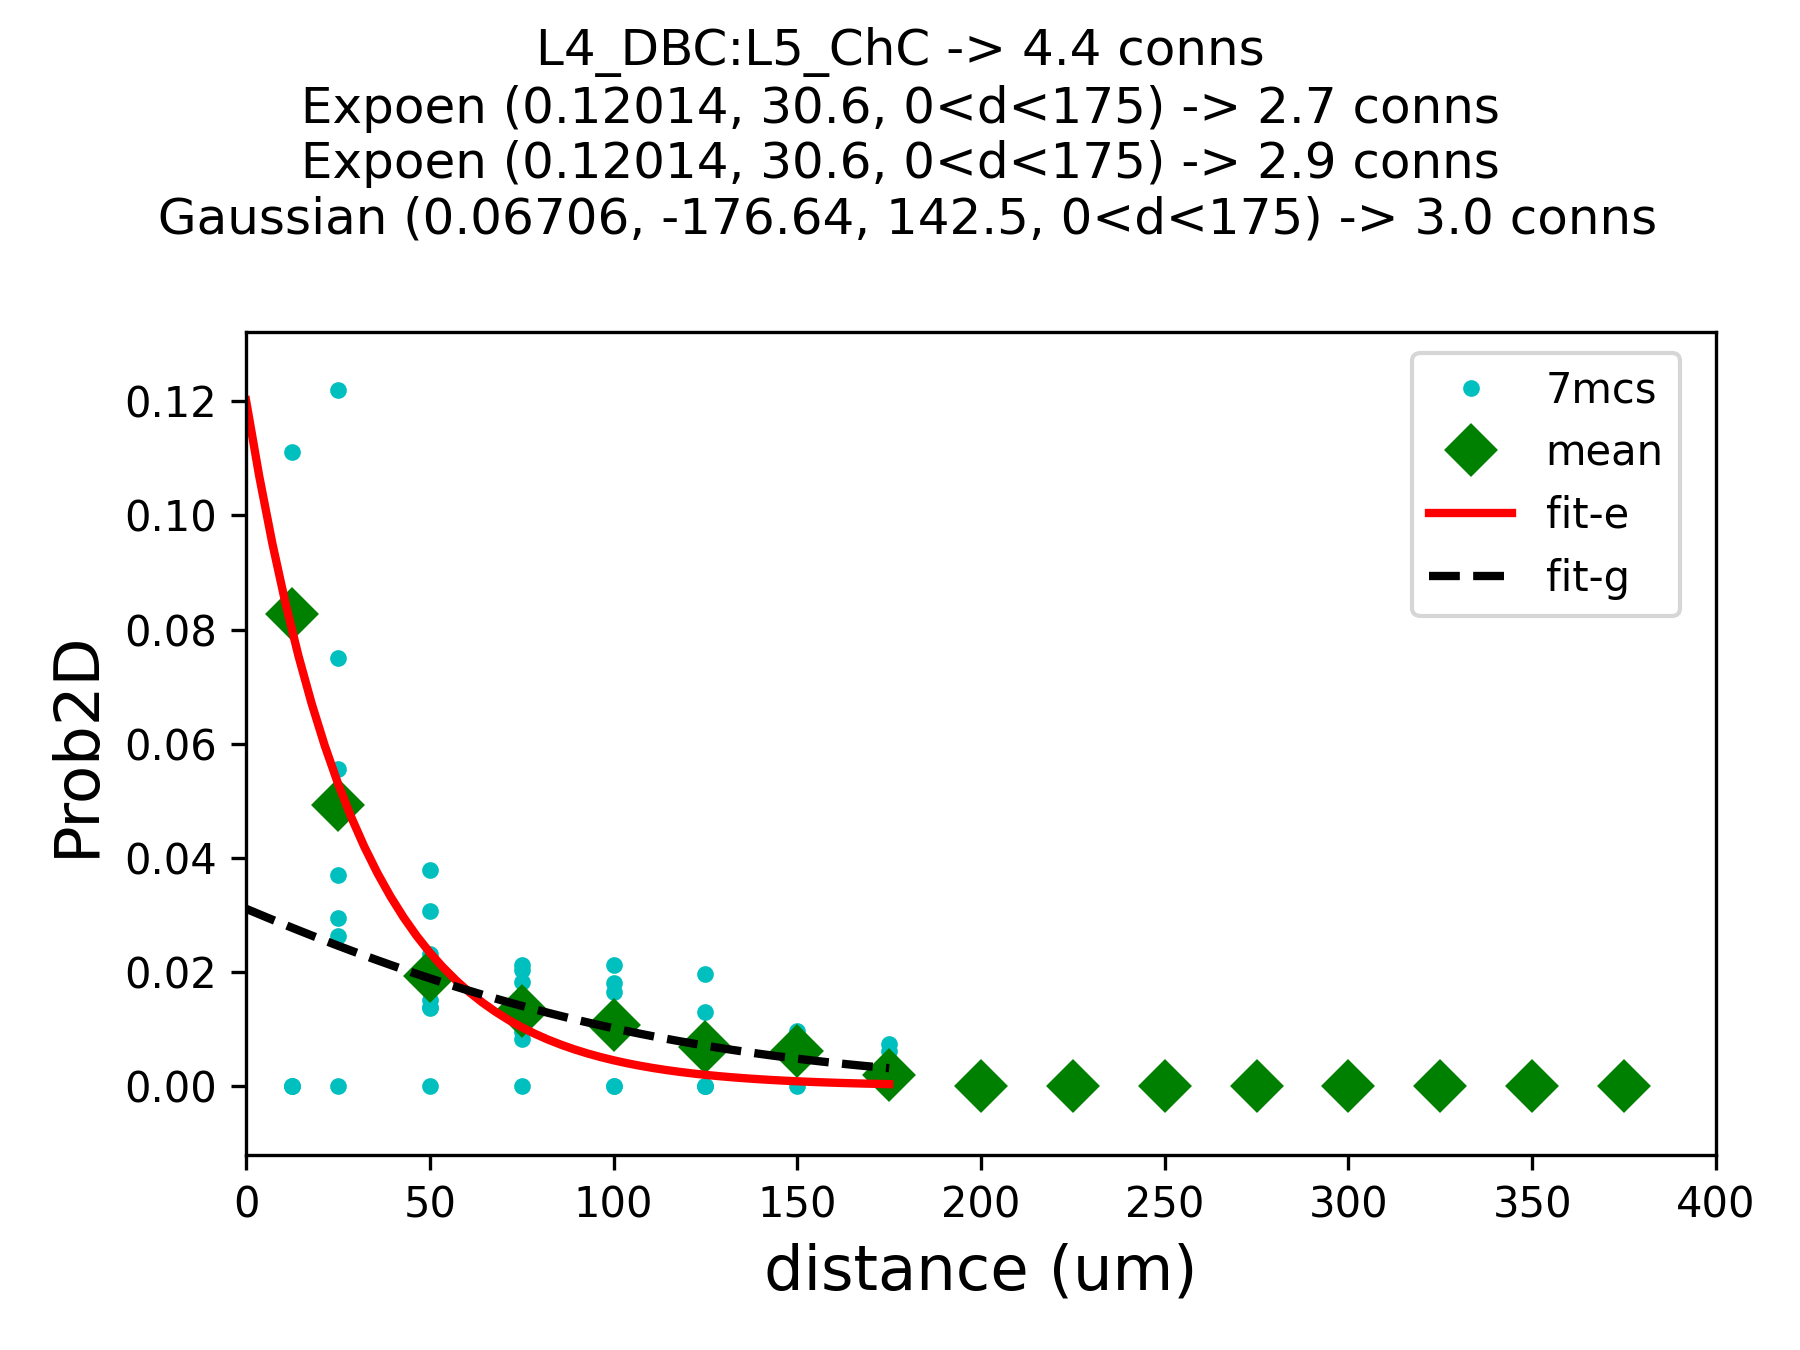 L4_DBC:L5_ChC -> 4.4 conns
Expoen (0.12014, 30.6, 0<d<175) -> 2.7 conns
Expoen (0.12014, 30.6, 0<d<175) -> 2.9 conns
Gaussian (0.06706, -176.64, 142.5, 0<d<175) -> 3.0 conns
7mcs
mean
fit-e
fit-g
Prob2D
0.12
0.10
0.08
0.06
0.04
0.02
0.00
0 50 100 150 200 250 300 350 400
distance (um)